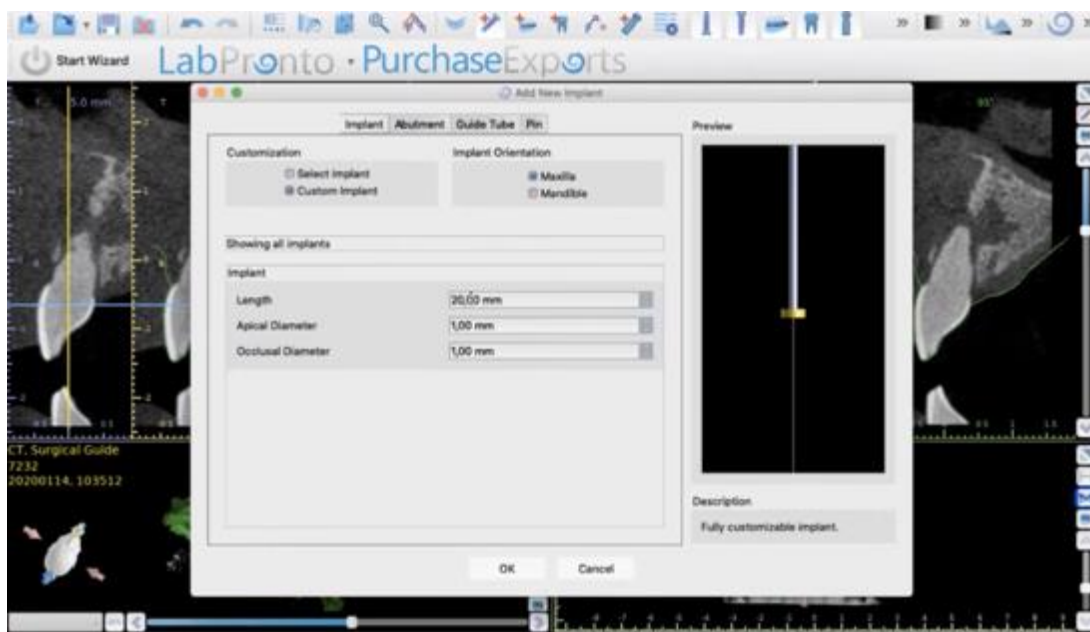 Start Wizard
LabPronto · PurchaseExports
5.0 mm
Add New Implant
Implant Abutment Guide Tube Pin
Preview
Customization
Implant Orientation
Select Implant
Maxilla
Custom Implant
Mandible
Showing all implants
Implant
Length 20,00 mm
Apical Diameter 1,00 mm
Occlusal Diameter 1,00 mm
CT. Surgical Guide
7232
20200114, 103512
Description
Fully customizable implant.
OK Cancel